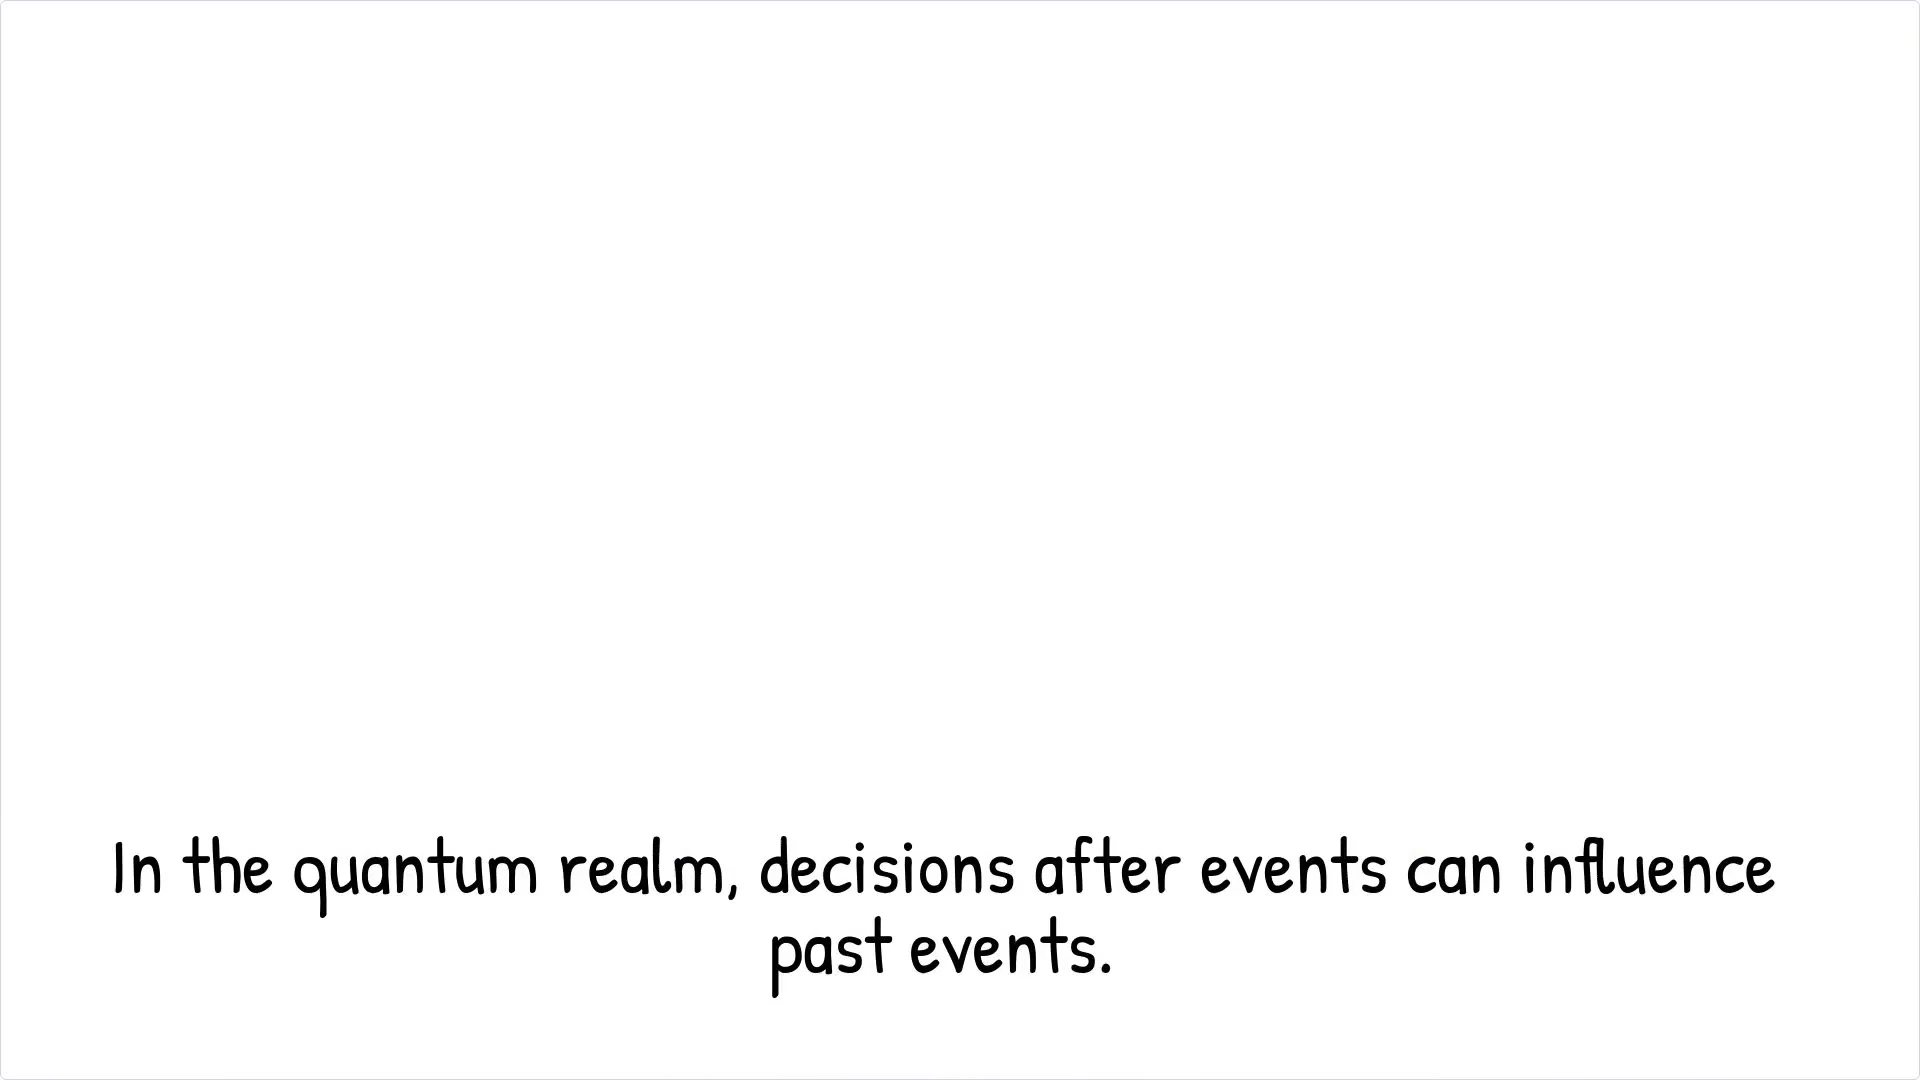 In the quantum realm, decisions after events can influence
past events.